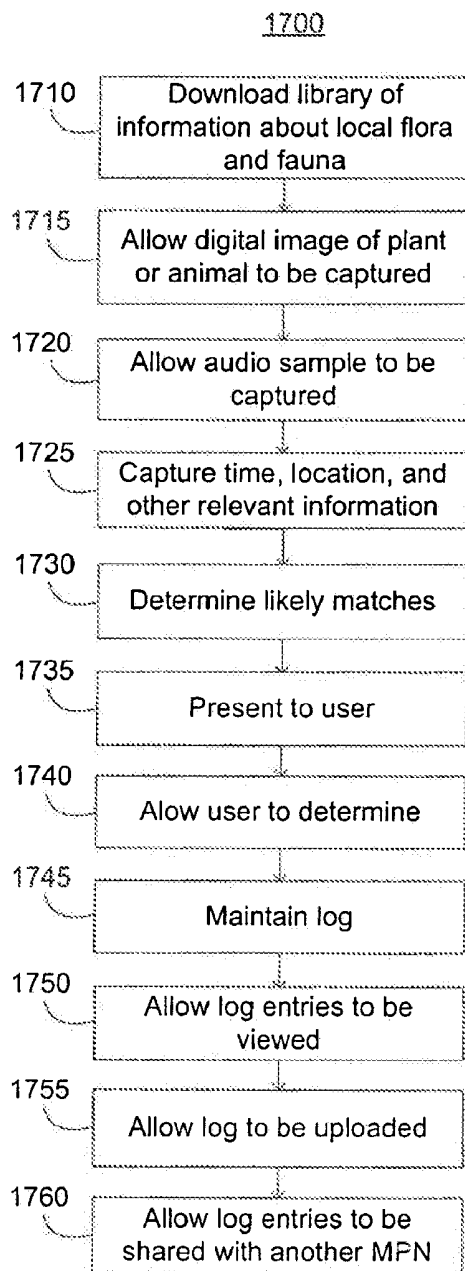 1700
1710
Download library of
information about local flora
and fauna
1715
Allow digital image of plant
or animal to be captured
1720
Allow audio sample to be
captured
1725
Capture time, location, and
other relevant information
1730
Determine likely matches
1735
Present to user
1740
Alow user to determine
1745
Maintain log
1750
Allow log entries to be
viewed
1755
Allow log to be uploaded
1760
Allow log entries to be
shared with another MPN